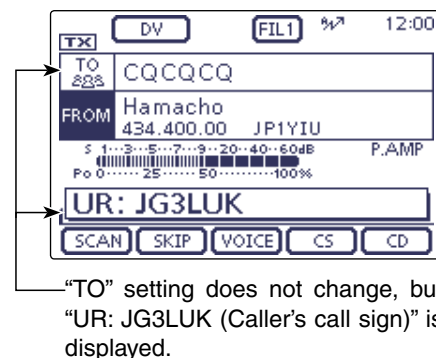 DV FIL1 12:00
TX
TO CQCQCQ
FROM Hamacho
434.400.00 JP1YIU
S 1··3··5··7··9··20··40··60dB P.AMP
Po 0······25······50·········100%
UR: JG3LUK
SCAN SKIP VOICE CS CD
“TO” setting does not change, bu
“UR: JG3LUK (Caller’s call sign)” is
displayed.